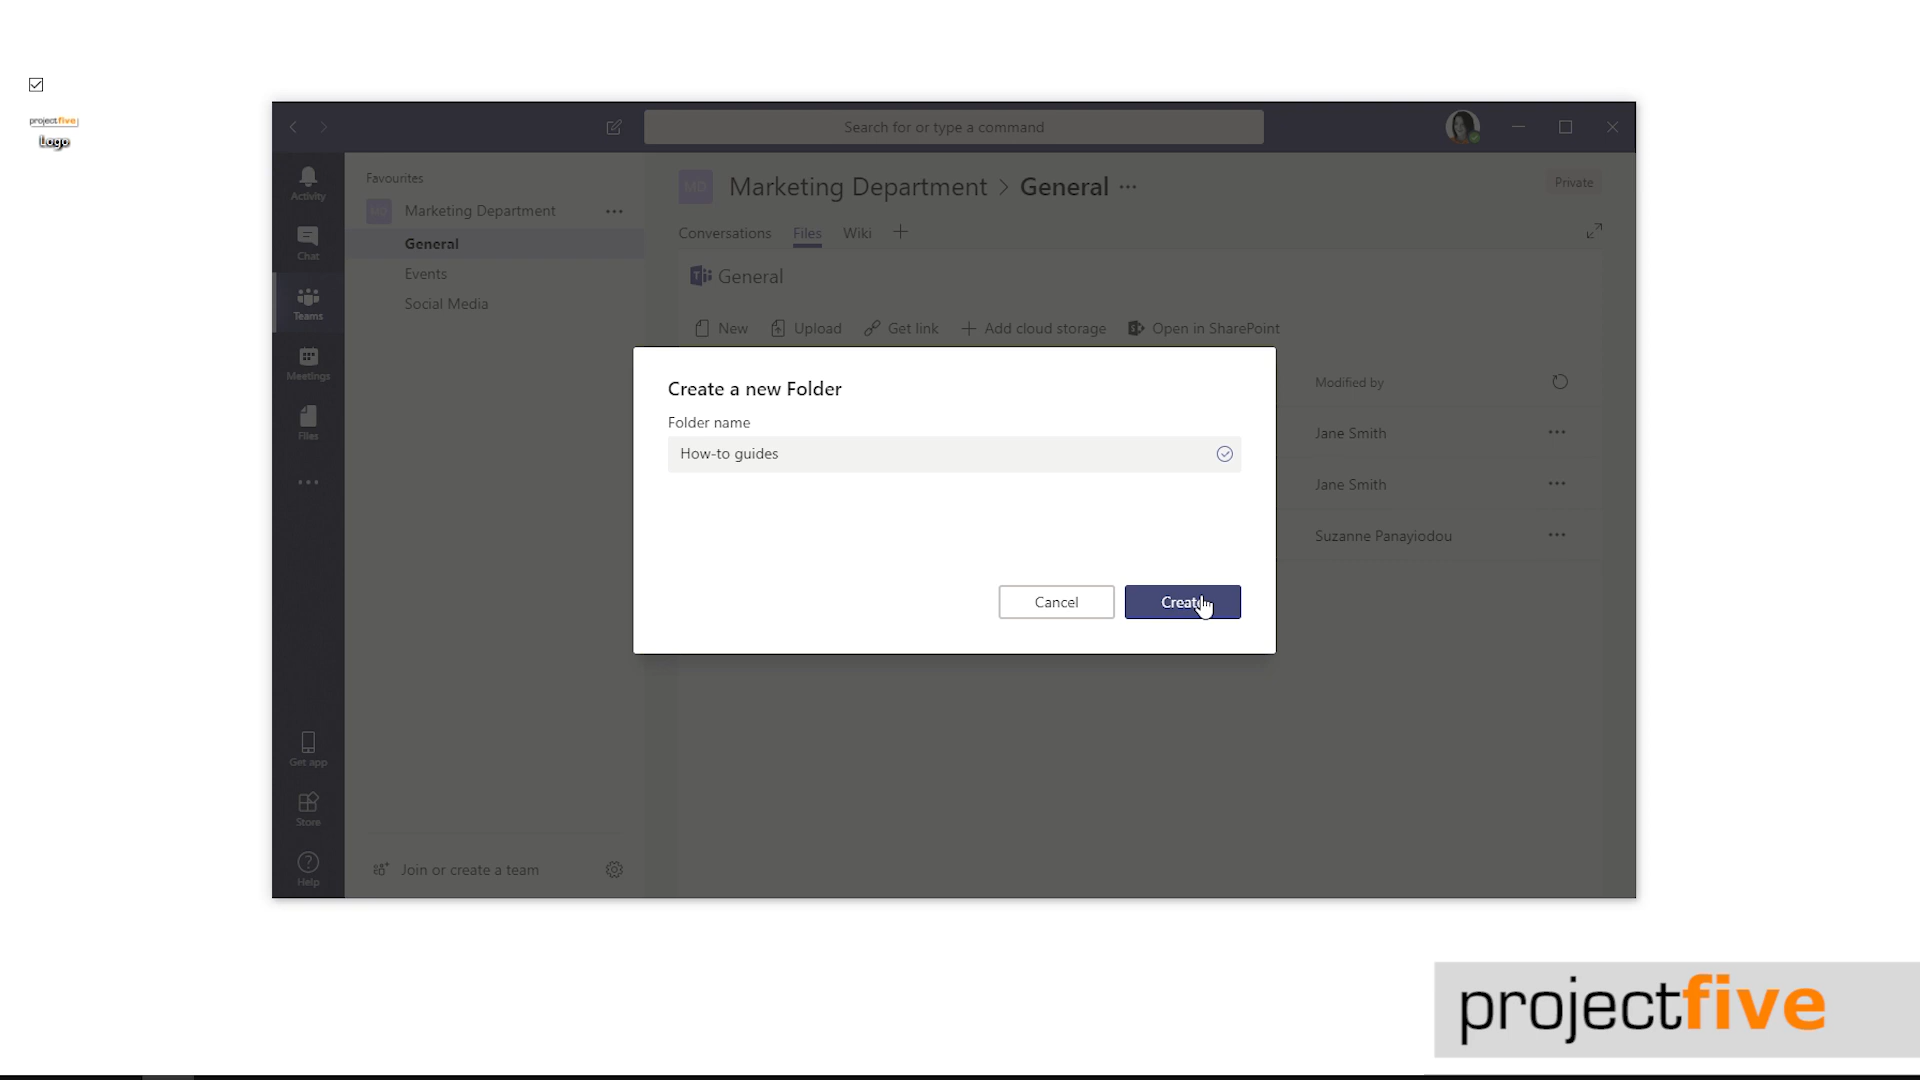 projectfive
Logo
Search for or type a command
Activity
Chat
Teams
Meetings
Files
Get app
Store
Help
Favourites
MD Marketing Department
General
Events
Social Media
Join or create a team
MD Marketing Department > General
Private
Conversations Files Wiki
General
New Upload Get link Add cloud storage Open in SharePoint
Modified by
Jane Smith
Jane Smith
Suzanne Panayiodou
Create a new Folder
Folder name
How-to guides
Cancel Create
projectfive